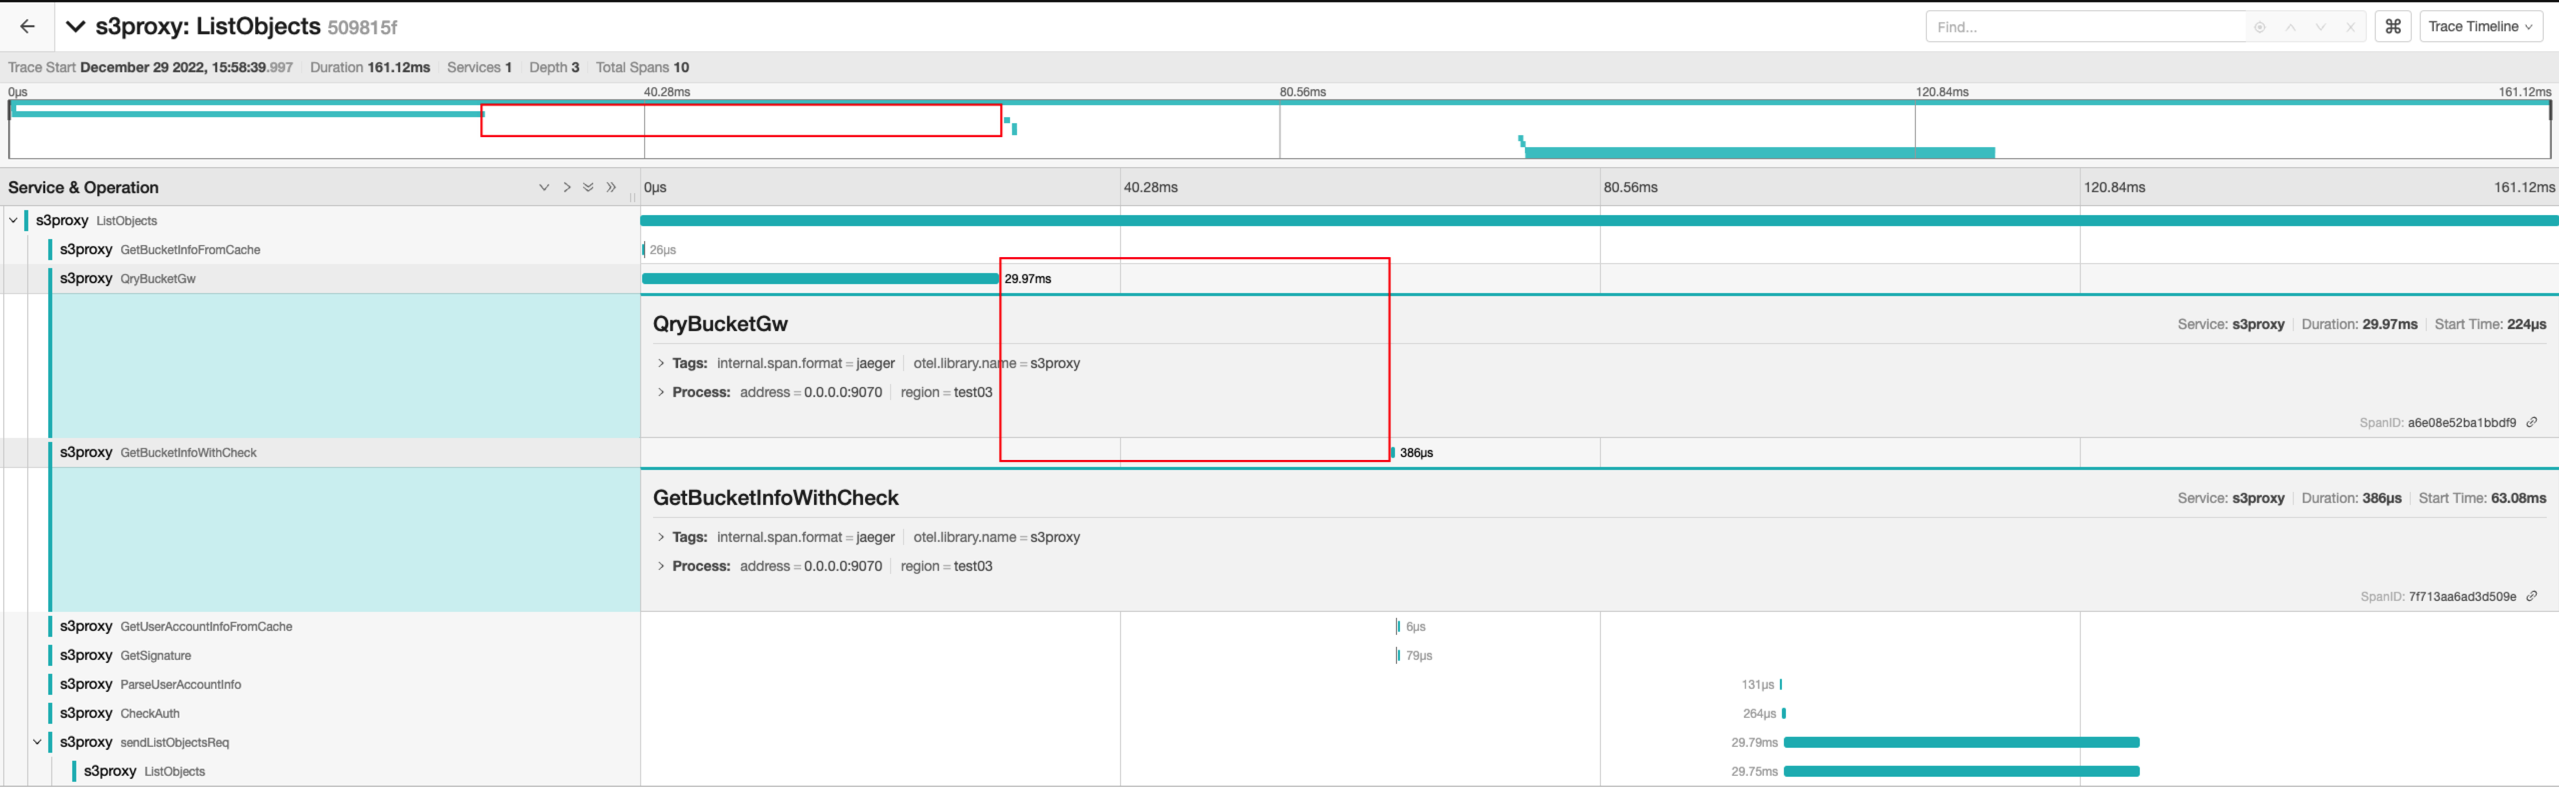 s3proxy: ListObjects 509815f Find... ⌘ Trace Timeline
Trace Start December 29 2022, 15:58:39.997 Duration 161.12ms Services 1 Depth 3 Total Spans 10
0μs 40.28ms 80.56ms 120.84ms 161.12ms
Service & Operation 0μs 40.28ms 80.56ms 120.84ms 161.12ms
s3proxy ListObjects
s3proxy GetBucketInfoFromCache 26μs
s3proxy QryBucketGw 29.97ms
QryBucketGw Service: s3proxy Duration: 29.97ms Start Time: 224μs
Tags: internal.span.format = jaeger otel.library.name = s3proxy
Process: address = 0.0.0.0:9070 region = test03
SpanID: a6e08e52ba1bbdf9
s3proxy GetBucketInfoWithCheck 386μs
GetBucketInfoWithCheck Service: s3proxy Duration: 386μs Start Time: 63.08ms
Tags: internal.span.format = jaeger otel.library.name = s3proxy
Process: address = 0.0.0.0:9070 region = test03
SpanID: 7f713aa6ad3d509e
s3proxy GetUserAccountInfoFromCache 6μs
s3proxy GetSignature 79μs
s3proxy ParseUserAccountInfo 131μs
s3proxy CheckAuth 264μs
s3proxy sendListObjectsReq 29.79ms
s3proxy ListObjects 29.75ms